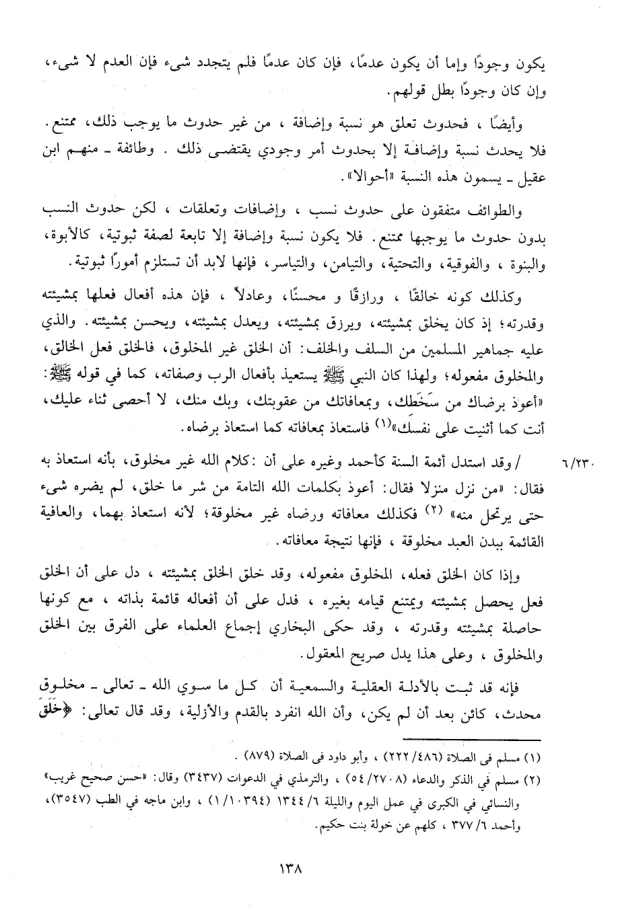 يكون وجودًا وإما أن يكون عدمًا، فإن كان عدمًا فلم يتجدد شىء فإن العدم لا شىء،
وإن كان وجودًا بطل قولهم.
وأيضًا ، فحدوث تعلق هو نسبة وإضافة ، من غير حدوث ما يوجب ذلك، ممتنع.
فلا يحدث نسبة وإضافة إلا بحدوث أمر وجودي يقتضى ذلك . وطائفة ـ منهم ابن
عقيل ـ يسمون هذه النسبة «أحوالا».
والطوائف متفقون على حدوث نسب ، وإضافات وتعلقات ، لكن حدوث النسب
بدون حدوث ما يوجبها ممتنع. فلا يكون نسبة وإضافة إلا تابعة لصفة ثبوتية، كالأبوة،
والبنوة ، والفوقية، والتحتية، والتيامن، والتياسر، فإنها لابد أن تستلزم أمورًا ثبوتية.
وكذلك كونه خالقًا ، ورازقًا و محسنًا، وعادلاً ، فإن هذه أفعال فعلها بمشيئته
وقدرته؛ إذ كان يخلق بمشيئته، ويرزق بمشيئته، ويعدل بمشيئته، ويحسن بمشيئته. والذي
عليه جماهير المسلمين من السلف والخلف: أن الخلق غير المخلوق، فالخلق فعل الخالق،
والمخلوق مفعوله؛ ولهذا كان النبي ﷺ يستعيذ بأفعال الرب وصفاته، كما في قوله ﷺ:
«أعوذ برضاك من سَخَطِك، وبمعافاتك من عقوبتك، وبك منك، لا أحصى ثناء عليك،
أنت كما أثنيت على نفسك»(١) فاستعاذ بمعافاته كما استعاذ برضاه.
٦/٢٣٠ / وقد استدل أئمة السنة كأحمد وغيره على أن :كلام الله غير مخلوق، بأنه استعاذ به
فقال: «من نزل منزلا فقال: أعوذ بكلمات الله التامة من شر ما خلق، لم يضره شىء
حتى يرتحل منه» (٢) فكذلك معافاته ورضاه غير مخلوقة؛ لأنه استعاذ بهما، والعافية
القائمة ببدن العبد مخلوقة ، فإنها نتيجة معافاته.
وإذا كان الخلق فعله، المخلوق مفعوله، وقد خلق الخلق بمشيئته ، دل على أن الخلق
فعل يحصل بمشيئته ويمتنع قيامه بغيره ، فدل على أن أفعاله قائمة بذاته ، مع كونها
حاصلة بمشيئته وقدرته ، وقد حكى البخاري إجماع العلماء على الفرق بين الخلق
والمخلوق ، وعلى هذا يدل صريح المعقول.
فإنه قد ثبت بالأدلة العقلية والسمعية أن كل ما سوي الله ـ تعالى ـ مخلوق
محدث، كائن بعد أن لم يكن، وأن الله انفرد بالقدم والأزلية، وقد قال تعالى: ﴿خَلَقَ
(١) مسلم فى الصلاة (٢٢٢/٤٨٦) ، وأبو داود فى الصلاة (٨٧٩) .
(٢) مسلم في الذكر والدعاء (٥٤/٢٧٠٨) ، والترمذي في الدعوات (٣٤٣٧) وقال: «حسن صحيح غريب»
والنسائي في الكبرى في عمل اليوم والليلة ١٣٤٤/٦ (١/١٠٣٩٤) ، وابن ماجه في الطب (٣٥٤٧)،
وأحمد ٣٧٧/٦ ، كلهم عن خولة بنت حكيم.
١٣٨